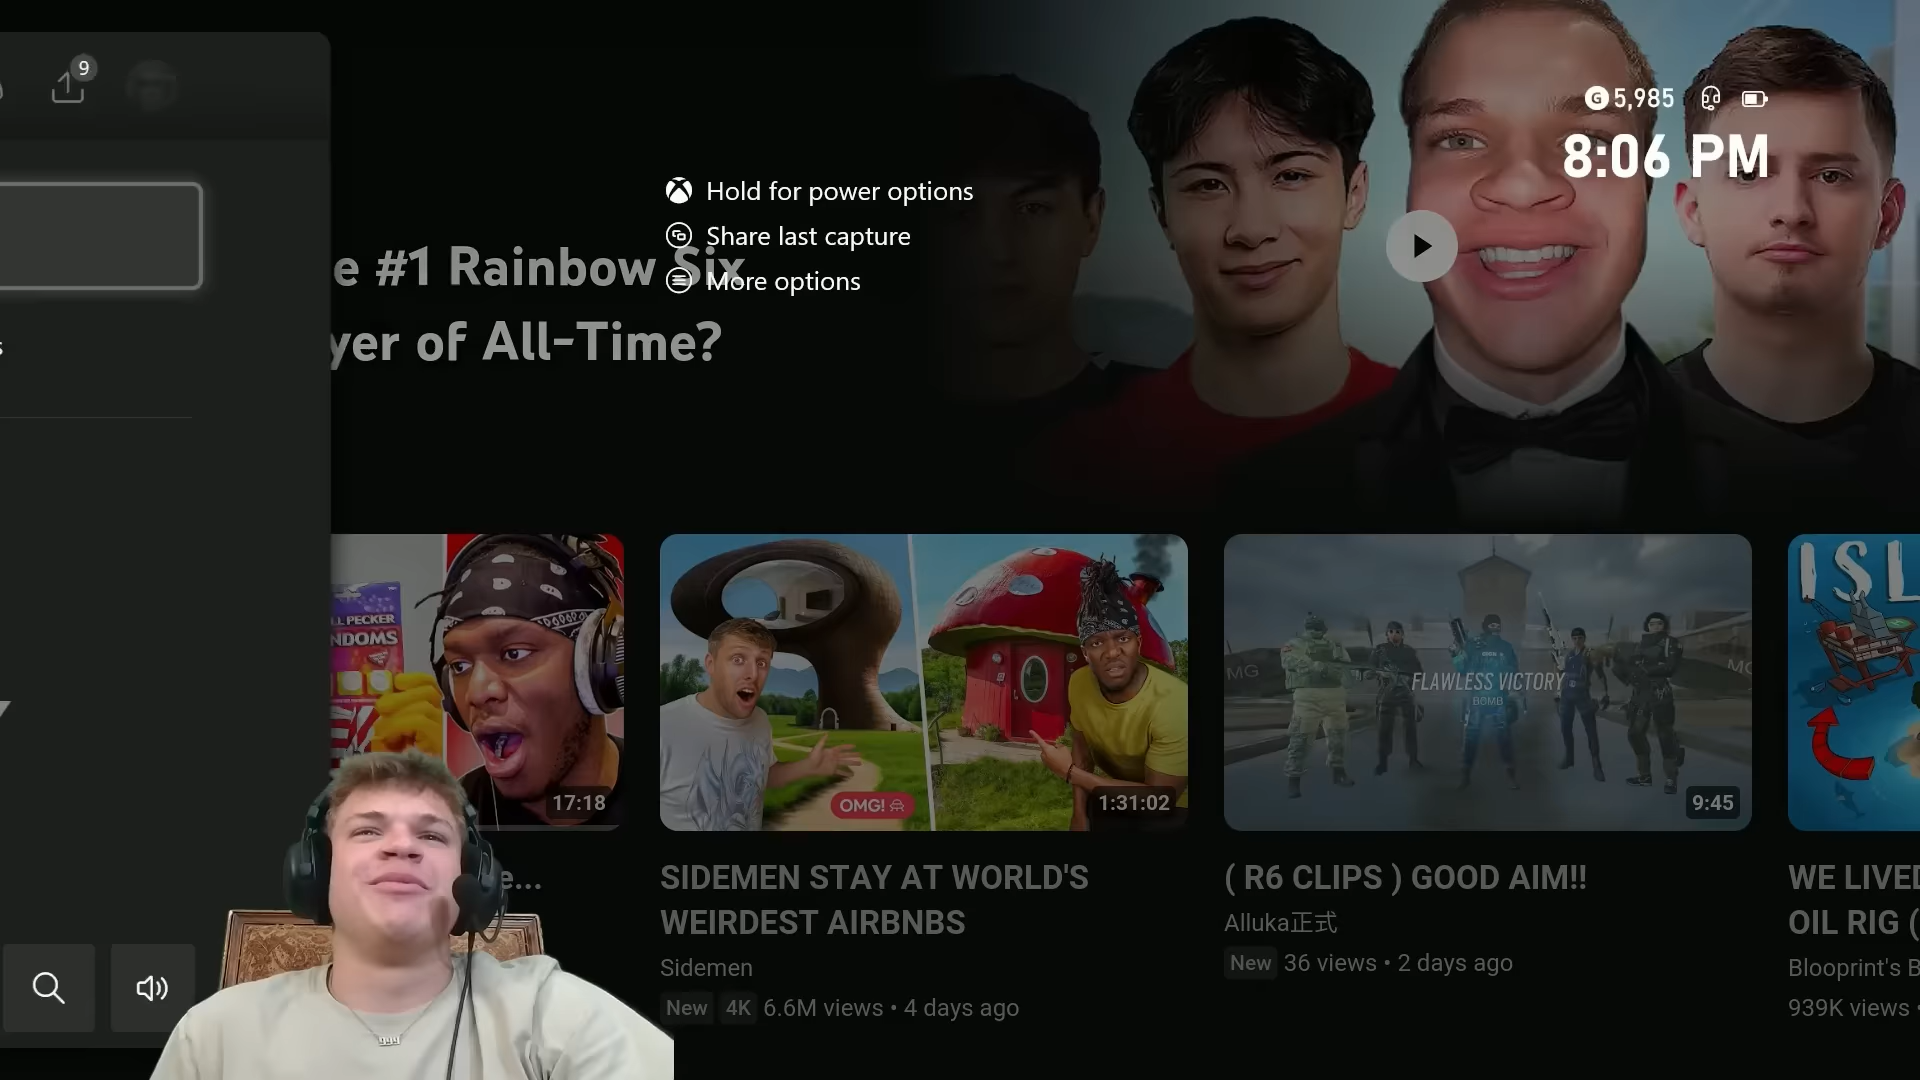 9
G 5,985
8:06 PM
Hold for power options
Share last capture
More options
e #1 Rainbow Six
yer of All-Time?
s
LL PECKER
NDOMS
17:18
OMG!
1:31:02
MG
FLAWLESS VICTORY
BOMB
9:45
ISL
e...
SIDEMEN STAY AT WORLD'S
WEIRDEST AIRBNBS
Sidemen
New 4K 6.6M views • 4 days ago
( R6 CLIPS ) GOOD AIM!!
Alluka正式
New 36 views • 2 days ago
WE LIVED
OIL RIG (
Blooprint's B
939K views •